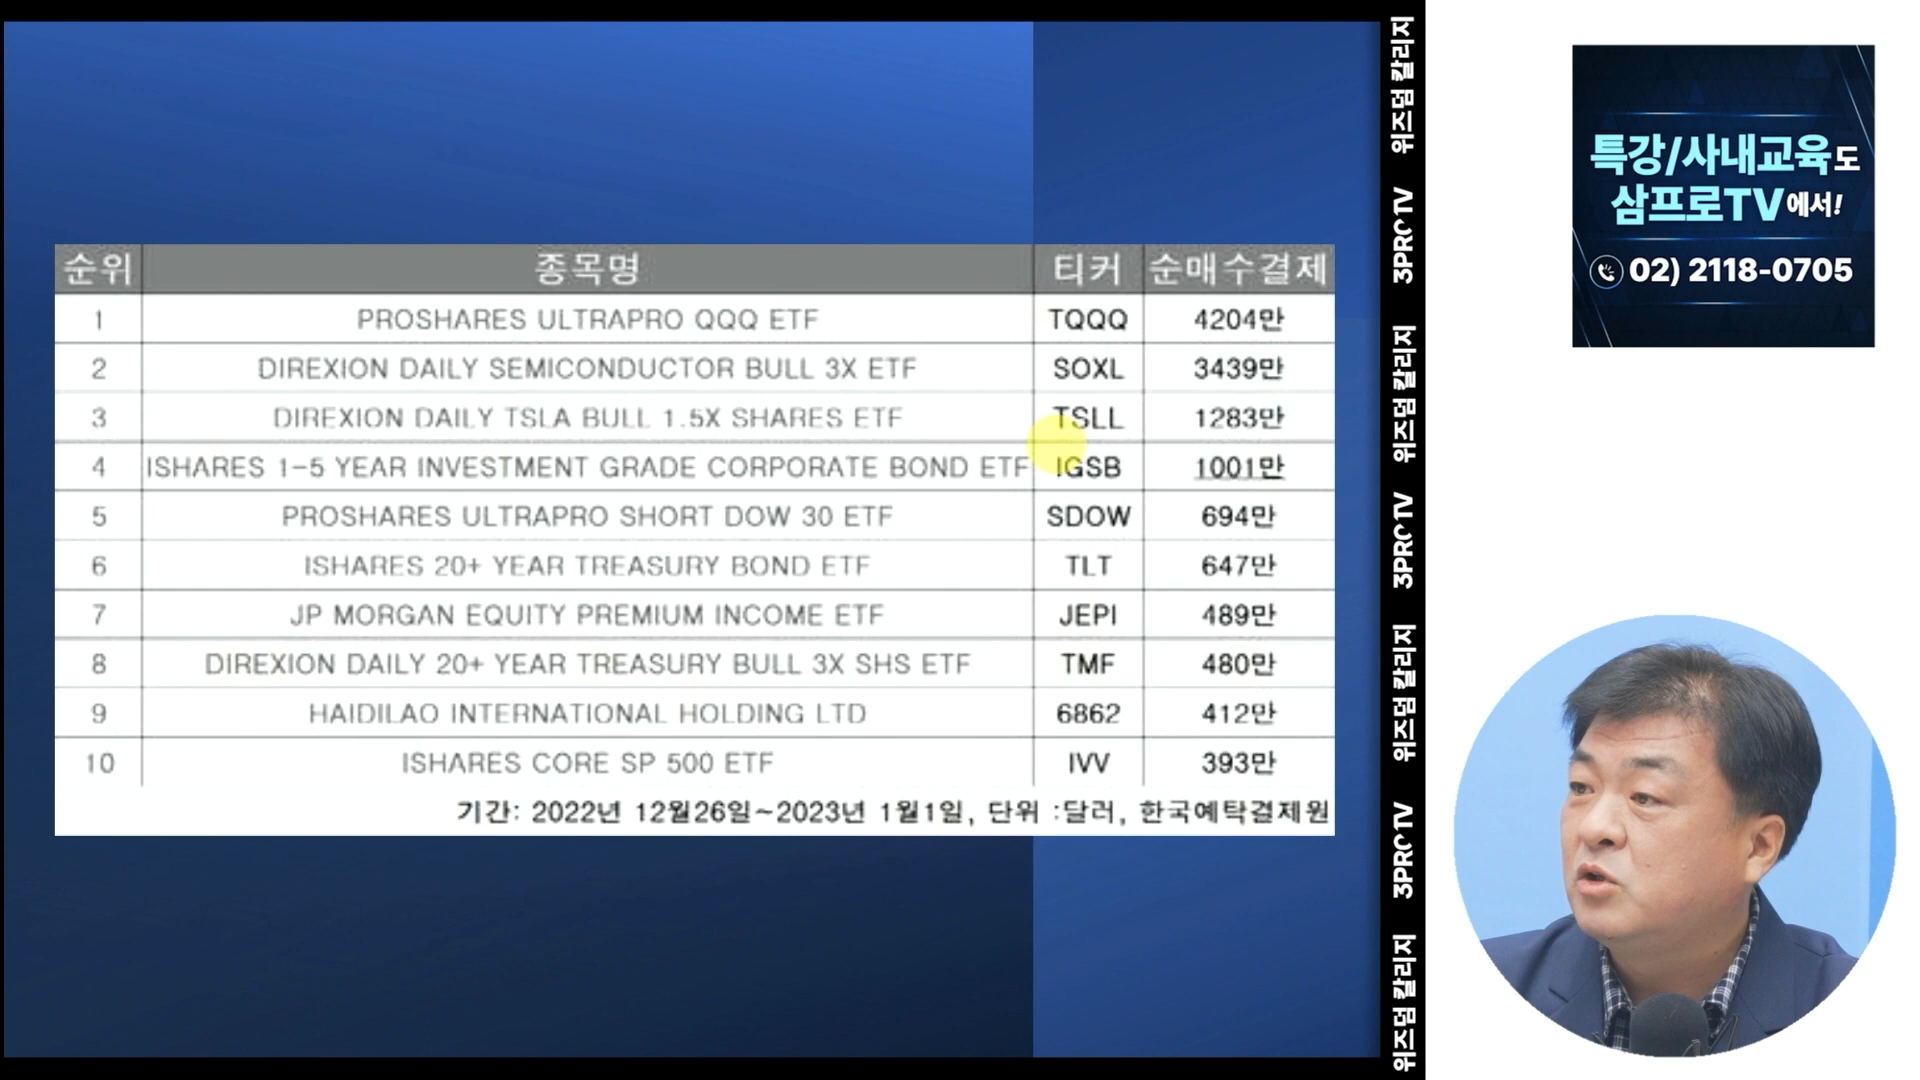 순위 종목명 티커 순매수결제
1 PROSHARES ULTRAPRO QQQ ETF TQQQ 4204만
2 DIREXION DAILY SEMICONDUCTOR BULL 3X ETF SOXL 3439만
3 DIREXION DAILY TSLA BULL 1.5X SHARES ETF TSLL 1283만
4 ISHARES 1-5 YEAR INVESTMENT GRADE CORPORATE BOND ETF IGSB 1001만
5 PROSHARES ULTRAPRO SHORT DOW 30 ETF SDOW 694만
6 ISHARES 20+ YEAR TREASURY BOND ETF TLT 647만
7 JP MORGAN EQUITY PREMIUM INCOME ETF JEPI 489만
8 DIREXION DAILY 20+ YEAR TREASURY BULL 3X SHS ETF TMF 480만
9 HAIDILAO INTERNATIONAL HOLDING LTD 6862 412만
10 ISHARES CORE SP 500 ETF IVV 393만
기간: 2022년 12월26일~2023년 1월1일, 단위 :달러, 한국예탁결제원
위즈덤 칼리지
3PROTV
위즈덤 칼리지
3PROTV
위즈덤 칼리지
3PROTV
위즈덤 칼리지
특강/사내교육도
삼프로TV에서!
02) 2118-0705